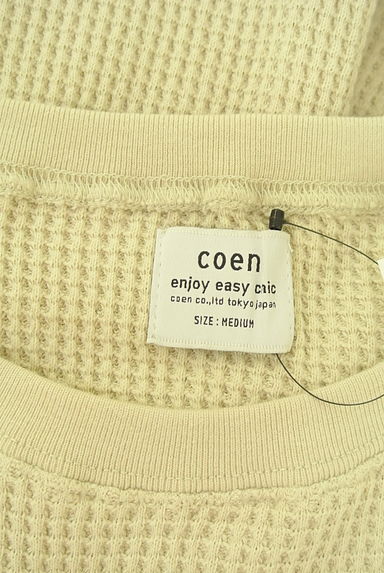 coen
enjoy easy chic
coen co.,ltd tokyo japan
SIZE : MEDIUM